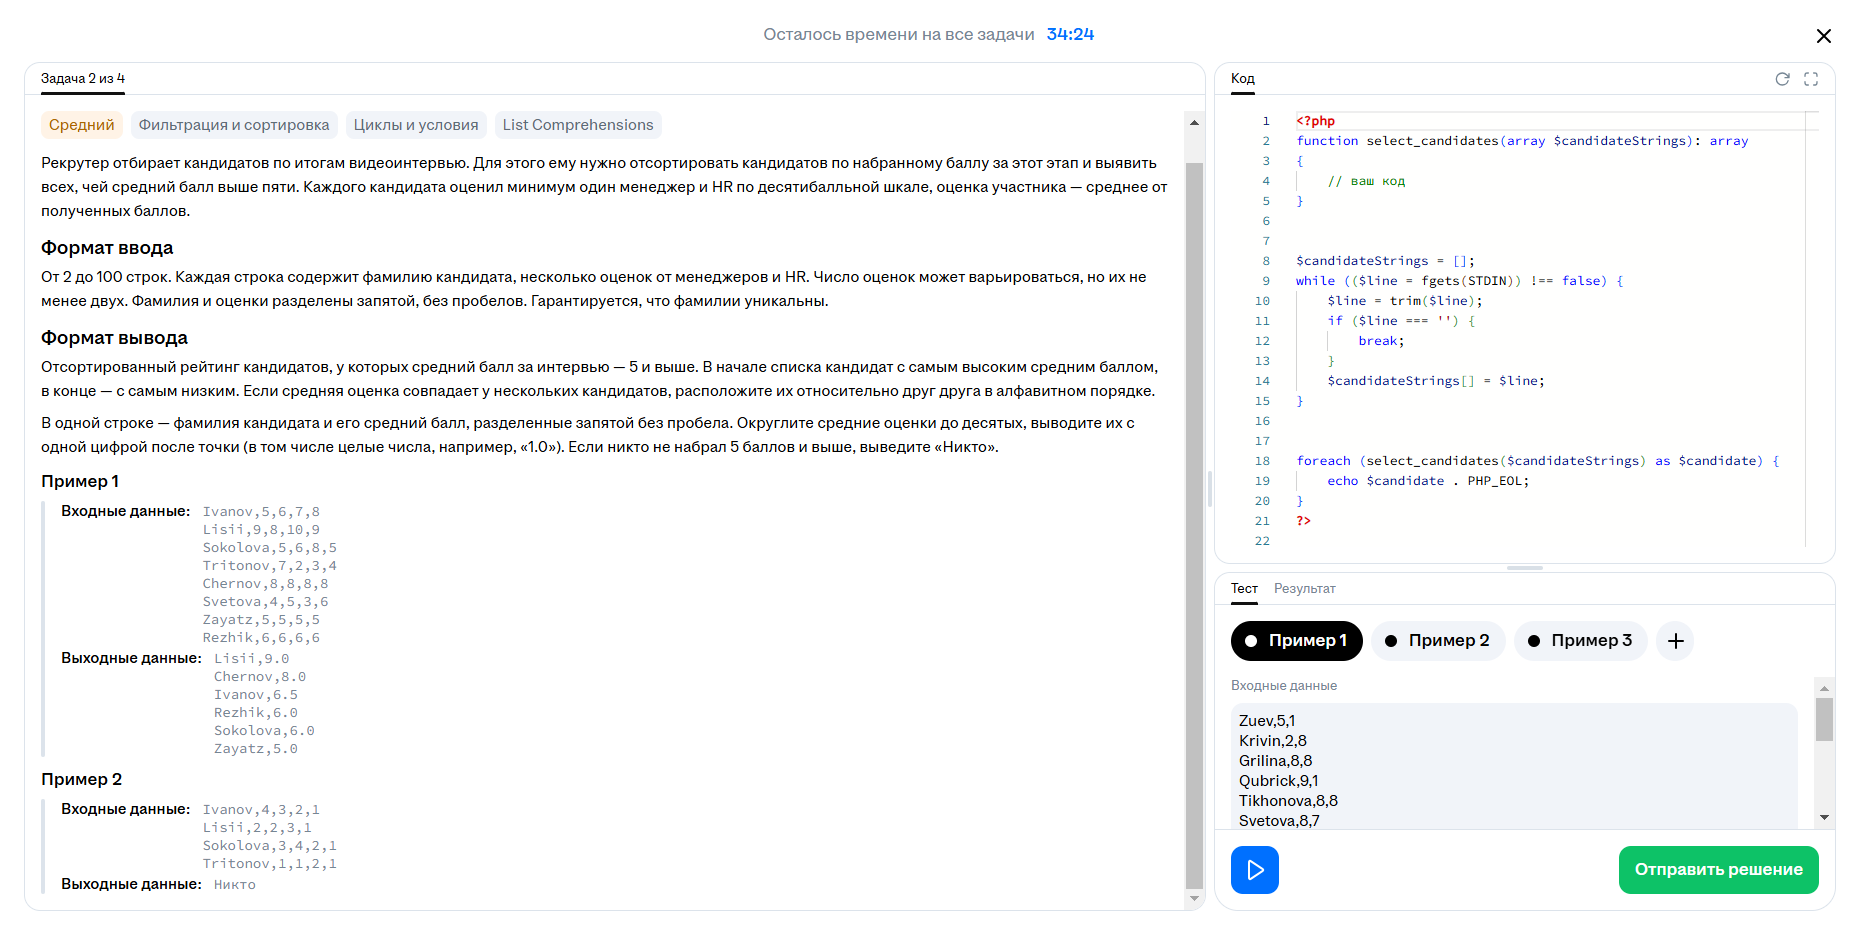 Осталось времени на все задачи 34:24
Задача 2 из 4
Средний Фильтрация и сортировка Циклы и условия List Comprehensions
Рекрутер отбирает кандидатов по итогам видеоинтервью. Для этого ему нужно отсортировать кандидатов по набранному баллу за этот этап и выявить
всех, чей средний балл выше пяти. Каждого кандидата оценил минимум один менеджер и HR по десятибалльной шкале, оценка участника — среднее от
полученных баллов.
Формат ввода
От 2 до 100 строк. Каждая строка содержит фамилию кандидата, несколько оценок от менеджеров и HR. Число оценок может варьироваться, но их не
менее двух. Фамилия и оценки разделены запятой, без пробелов. Гарантируется, что фамилии уникальны.
Формат вывода
Отсортированный рейтинг кандидатов, у которых средний балл за интервью — 5 и выше. В начале списка кандидат с самым высоким средним баллом,
в конце — с самым низким. Если средняя оценка совпадает у нескольких кандидатов, расположите их относительно друг друга в алфавитном порядке.
В одной строке — фамилия кандидата и его средний балл, разделенные запятой без пробела. Округлите средние оценки до десятых, выводите их с
одной цифрой после точки (в том числе целые числа, например, «1.0»). Если никто не набрал 5 баллов и выше, выведите «Никто».
Пример 1
Входные данные: Ivanov,5,6,7,8
Lisii,9,8,10,9
Sokolova,5,6,8,5
Tritonov,7,2,3,4
Chernov,8,8,8,8
Svetova,4,5,3,6
Zayatz,5,5,5,5
Rezhik,6,6,6,6
Выходные данные: Lisii,9.0
Chernov,8.0
Ivanov,6.5
Rezhik,6.0
Sokolova,6.0
Zayatz,5.0
Пример 2
Входные данные: Ivanov,4,3,2,1
Lisii,2,2,3,1
Sokolova,3,4,2,1
Tritonov,1,1,2,1
Выходные данные: Никто
Код
1 <?php
2 function select_candidates(array $candidateStrings): array
3 {
4 // ваш код
5 }
6
7
8 $candidateStrings = [];
9 while (($line = fgets(STDIN)) !== false) {
10 $line = trim($line);
11 if ($line === '') {
12 break;
13 }
14 $candidateStrings[] = $line;
15 }
16
17
18 foreach (select_candidates($candidateStrings) as $candidate) {
19 echo $candidate . PHP_EOL;
20 }
21 ?>
22
Тест Результат
Пример 1 Пример 2 Пример 3
Входные данные
Zuev,5,1
Krivin,2,8
Grilina,8,8
Qubrick,9,1
Tikhonova,8,8
Svetova,8,7
Отправить решение